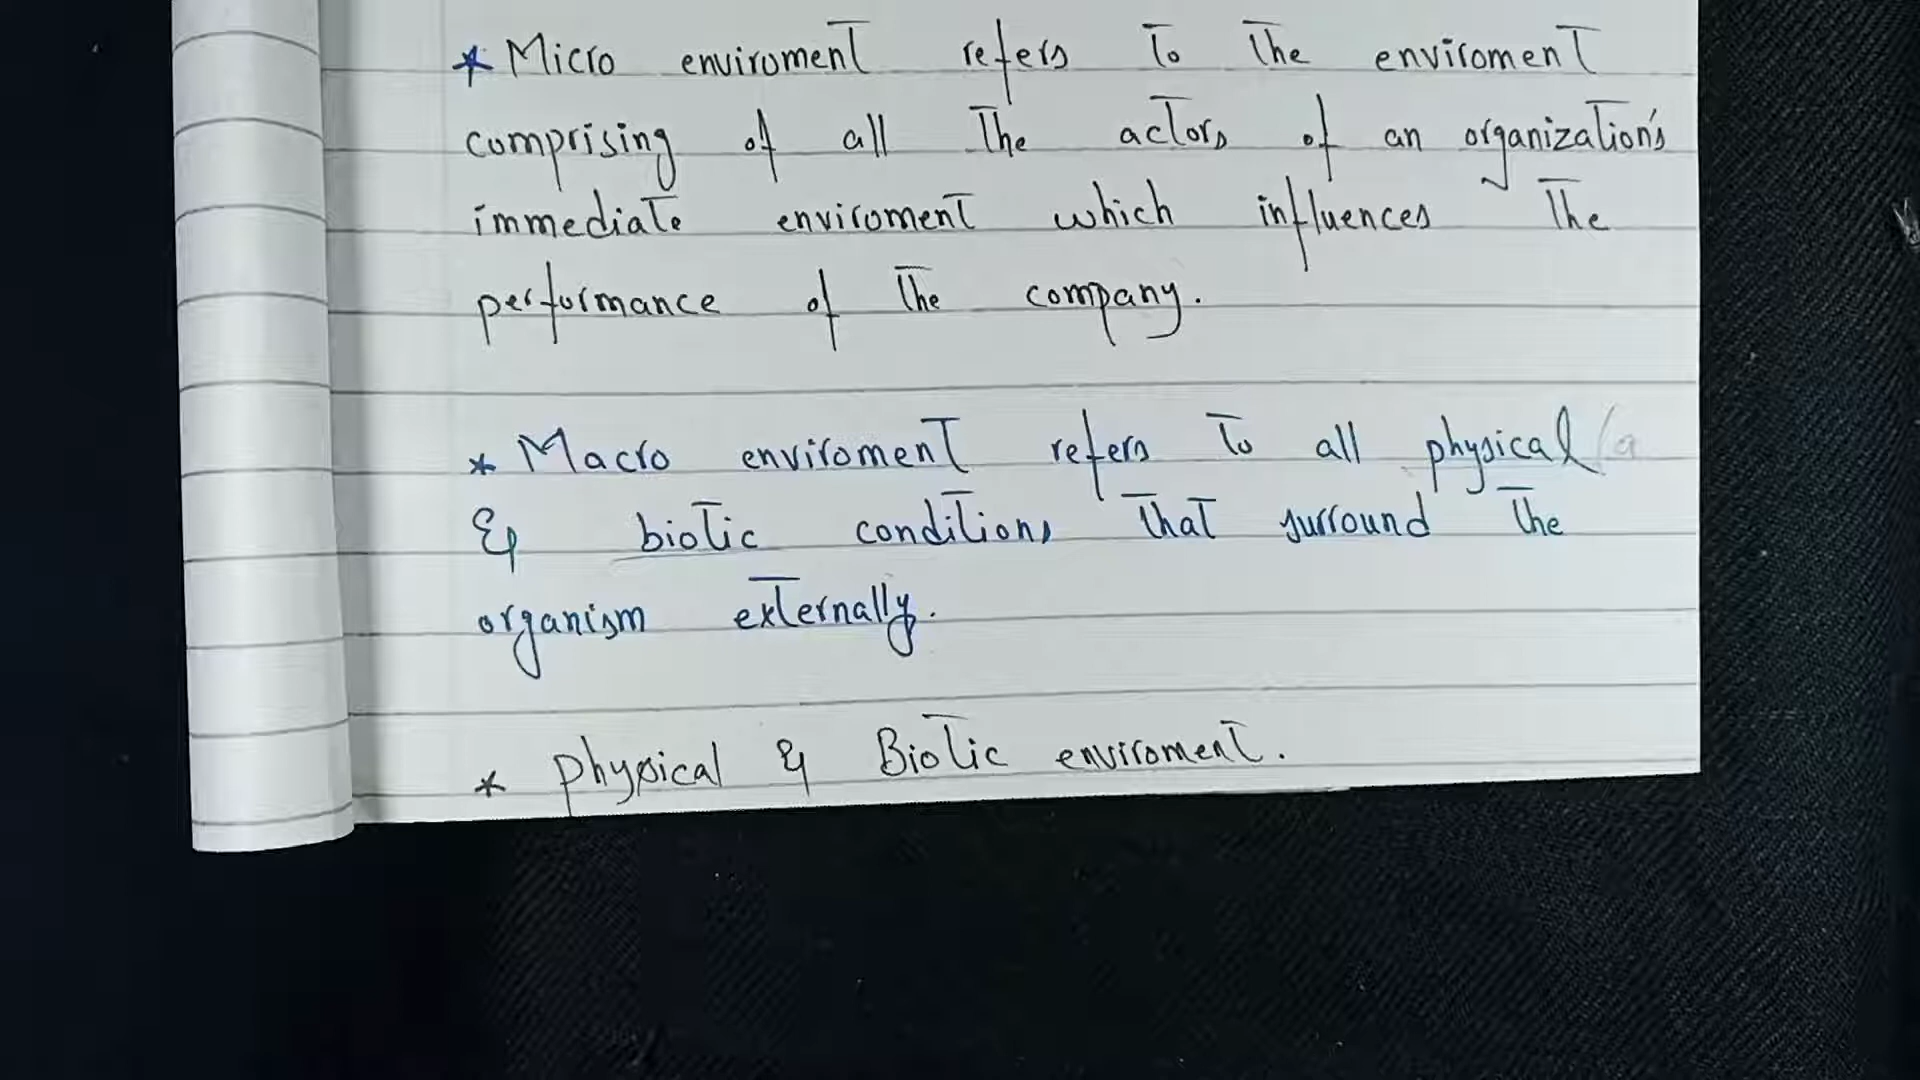 * Micro enviroment refers to the enviroment
comprising of all the actors of an organization's
immediate enviroment which influences the
performance of the company.
* Macro enviroment refers to all physical
& biotic conditions that surround the
organism externally.
* Physical & Biotic enviroment.